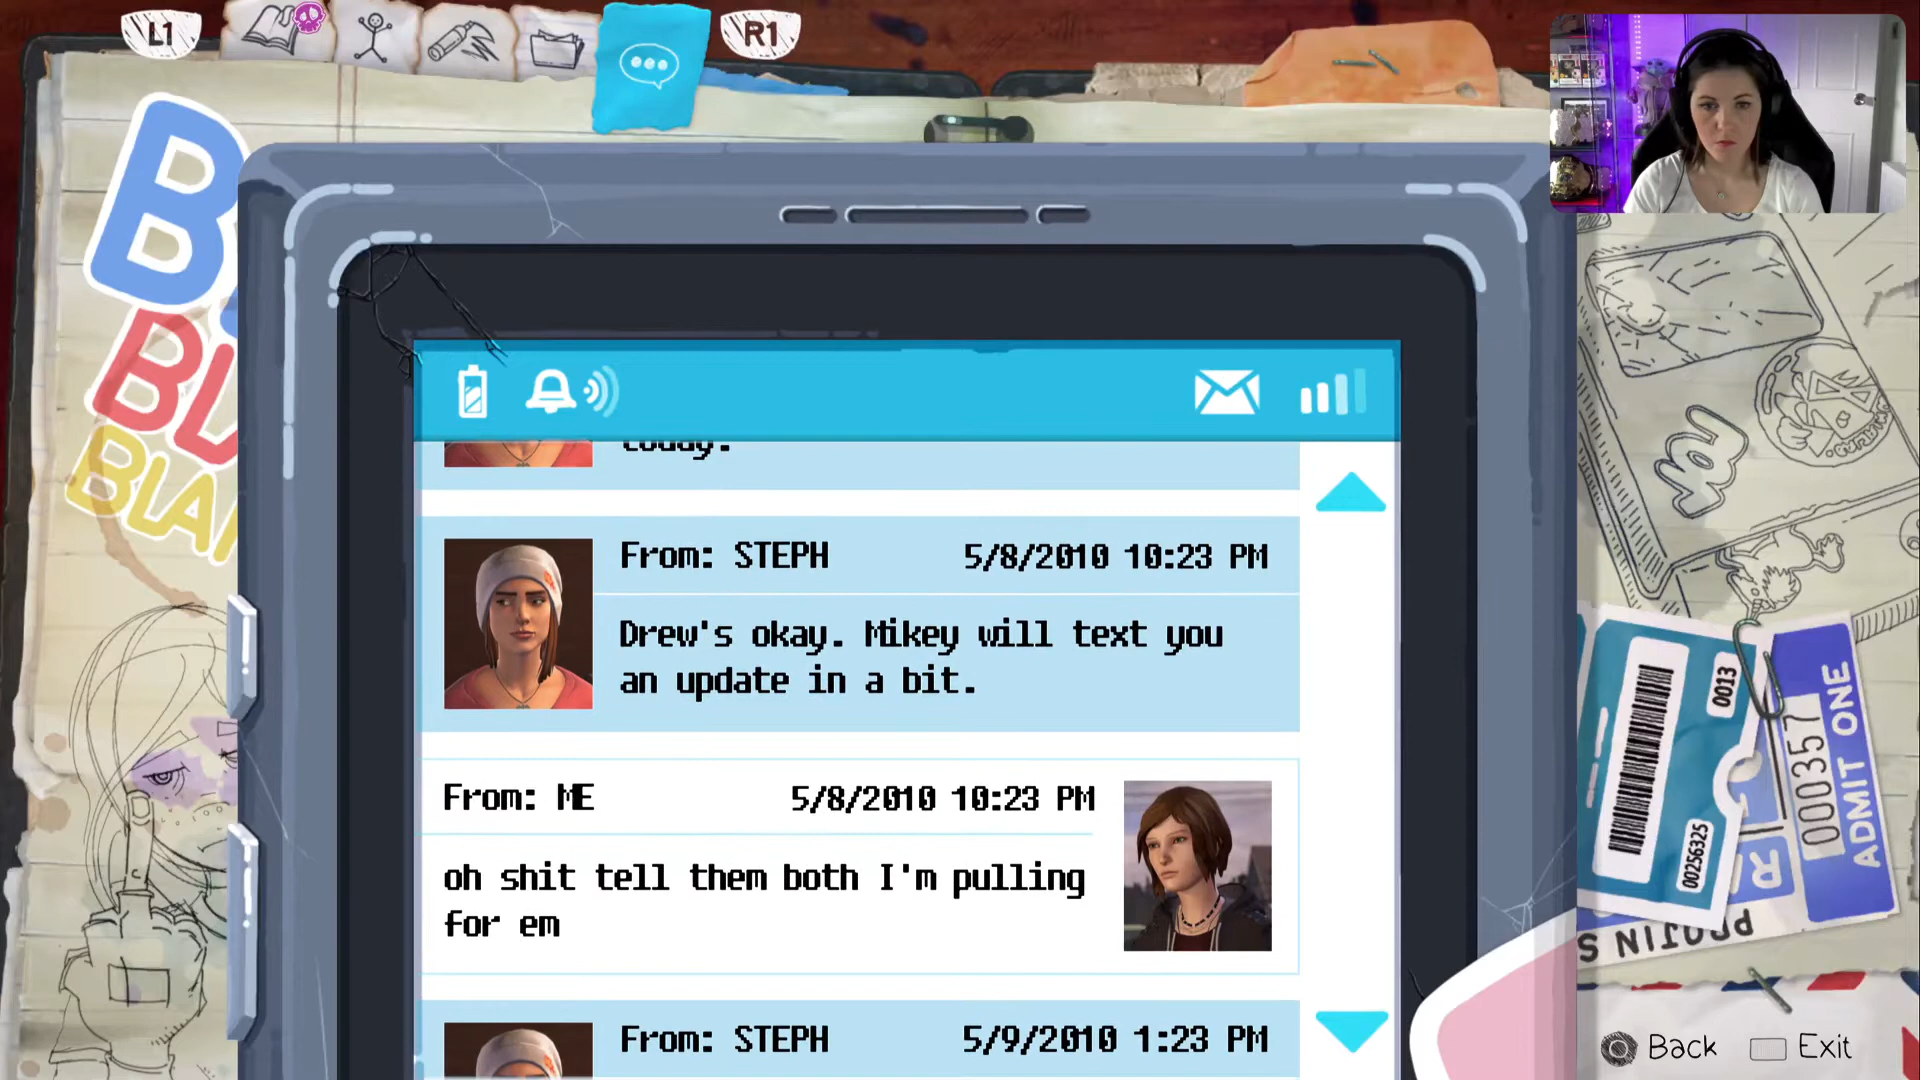 L1
R1
today.
From: STEPH 5/8/2010 10:23 PM
Drew's okay. Mikey will text you
an update in a bit.
From: ME 5/8/2010 10:23 PM
oh shit tell them both I'm pulling
for em
From: STEPH 5/9/2010 1:23 PM
BLA
0013
00256325
000357
ADMIT ONE
Back
Exit